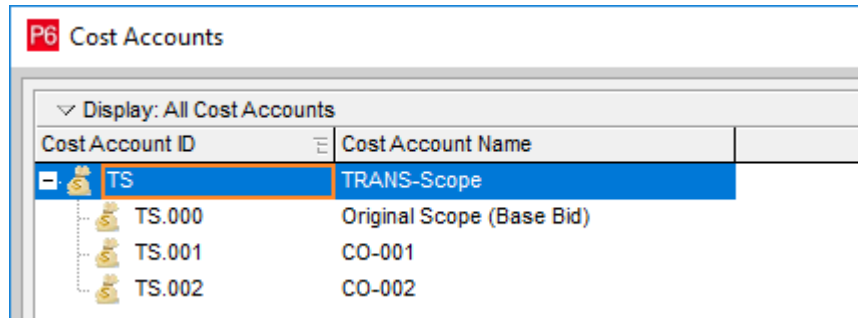 P6 Cost Accounts
Display: All Cost Accounts
Cost Account ID Cost Account Name
TS TRANS-Scope
TS.000 Original Scope (Base Bid)
TS.001 CO-001
TS.002 CO-002